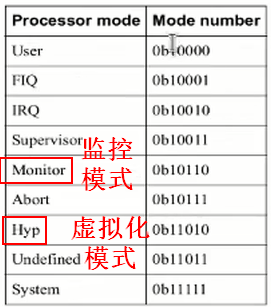 Processor mode Mode number
User 0b10000
FIQ 0b10001
IRQ 0b10010
Supervisor 0b10011
监控
Monitor 0b10110
模式
Abort 0b10111
Hyp 0b11010
虚拟化
Undefined 0b11011
模式
System 0b11111